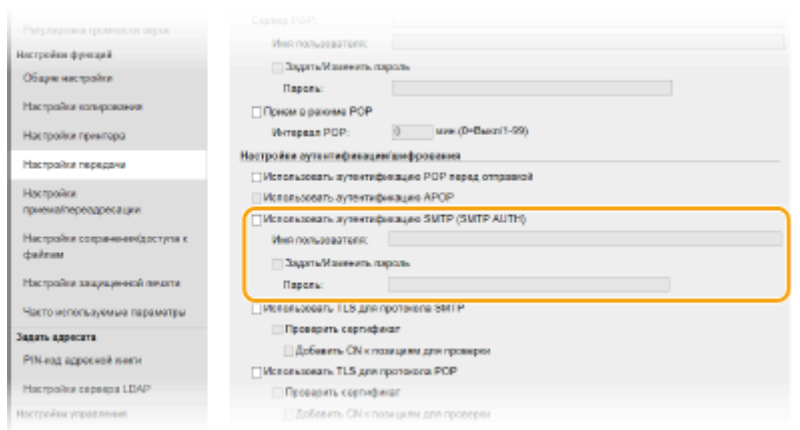 Регулировка громкости звука
Настройки функций
Общие настройки
Настройки копирования
Настройки принтера
Настройки передачи
Настройки
приема/переадресации
Настройки сохранения/доступа к
файлам
Настройки защищенной печати
Часто используемые параметры
Задать адресата
PIN-код адресной книги
Настройки сервера LDAP
Настройки управления
Сервер POP:
Имя пользователя:
Задать/Изменить пароль
Пароль:
Прием в режиме POP
Интервал POP:
0
мин.(0=Выкл/1-99)
Настройки аутентификации/шифрования
Использовать аутентификацию POP перед отправкой
Использовать аутентификацию APOP
Использовать аутентификацию SMTP (SMTP AUTH)
Имя пользователя:
Задать/Изменить пароль
Пароль:
Использовать TLS для протокола SMTP
Проверить сертификат
Добавить CN к позициям для проверки
Использовать TLS для протокола POP
Проверить сертификат
Добавить CN к позициям для проверки